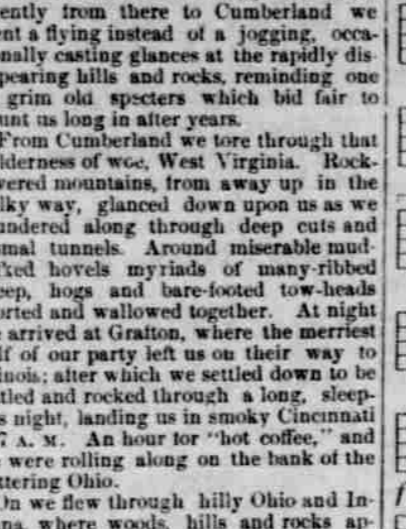 ently from there to Cumberland we
nt a flying instead of a jogging, occa-
nally casting glances at the rapidly dis-
pearing hills and rocks, reminding one
grim old specters which bid fair to
unt us long in after years.
From Cumberland we tore through that
lderness of woe, West Virginia. Rock-
vered mountains, from away up in the
lky way, glanced down upon us as we
undered along through deep cuts and
smal tunnels. Around miserable mud-
xed hovels myriads of many-ribbed
eep, hogs and bare-footed tow-heads
orted and wallowed together. At night
e arrived at Grafton, where the merriest
lf of our party left us on their way to
inois; after which we settled down to be
ttled and rocked through a long, sleep-
s night, landing us in smoky Cincinnati
7 A. M. An hour for "hot coffee," and
e were rolling along on the bank of the
ttering Ohio.
On we flew through hilly Ohio and In-
na, where woods, hills and rocks ap-